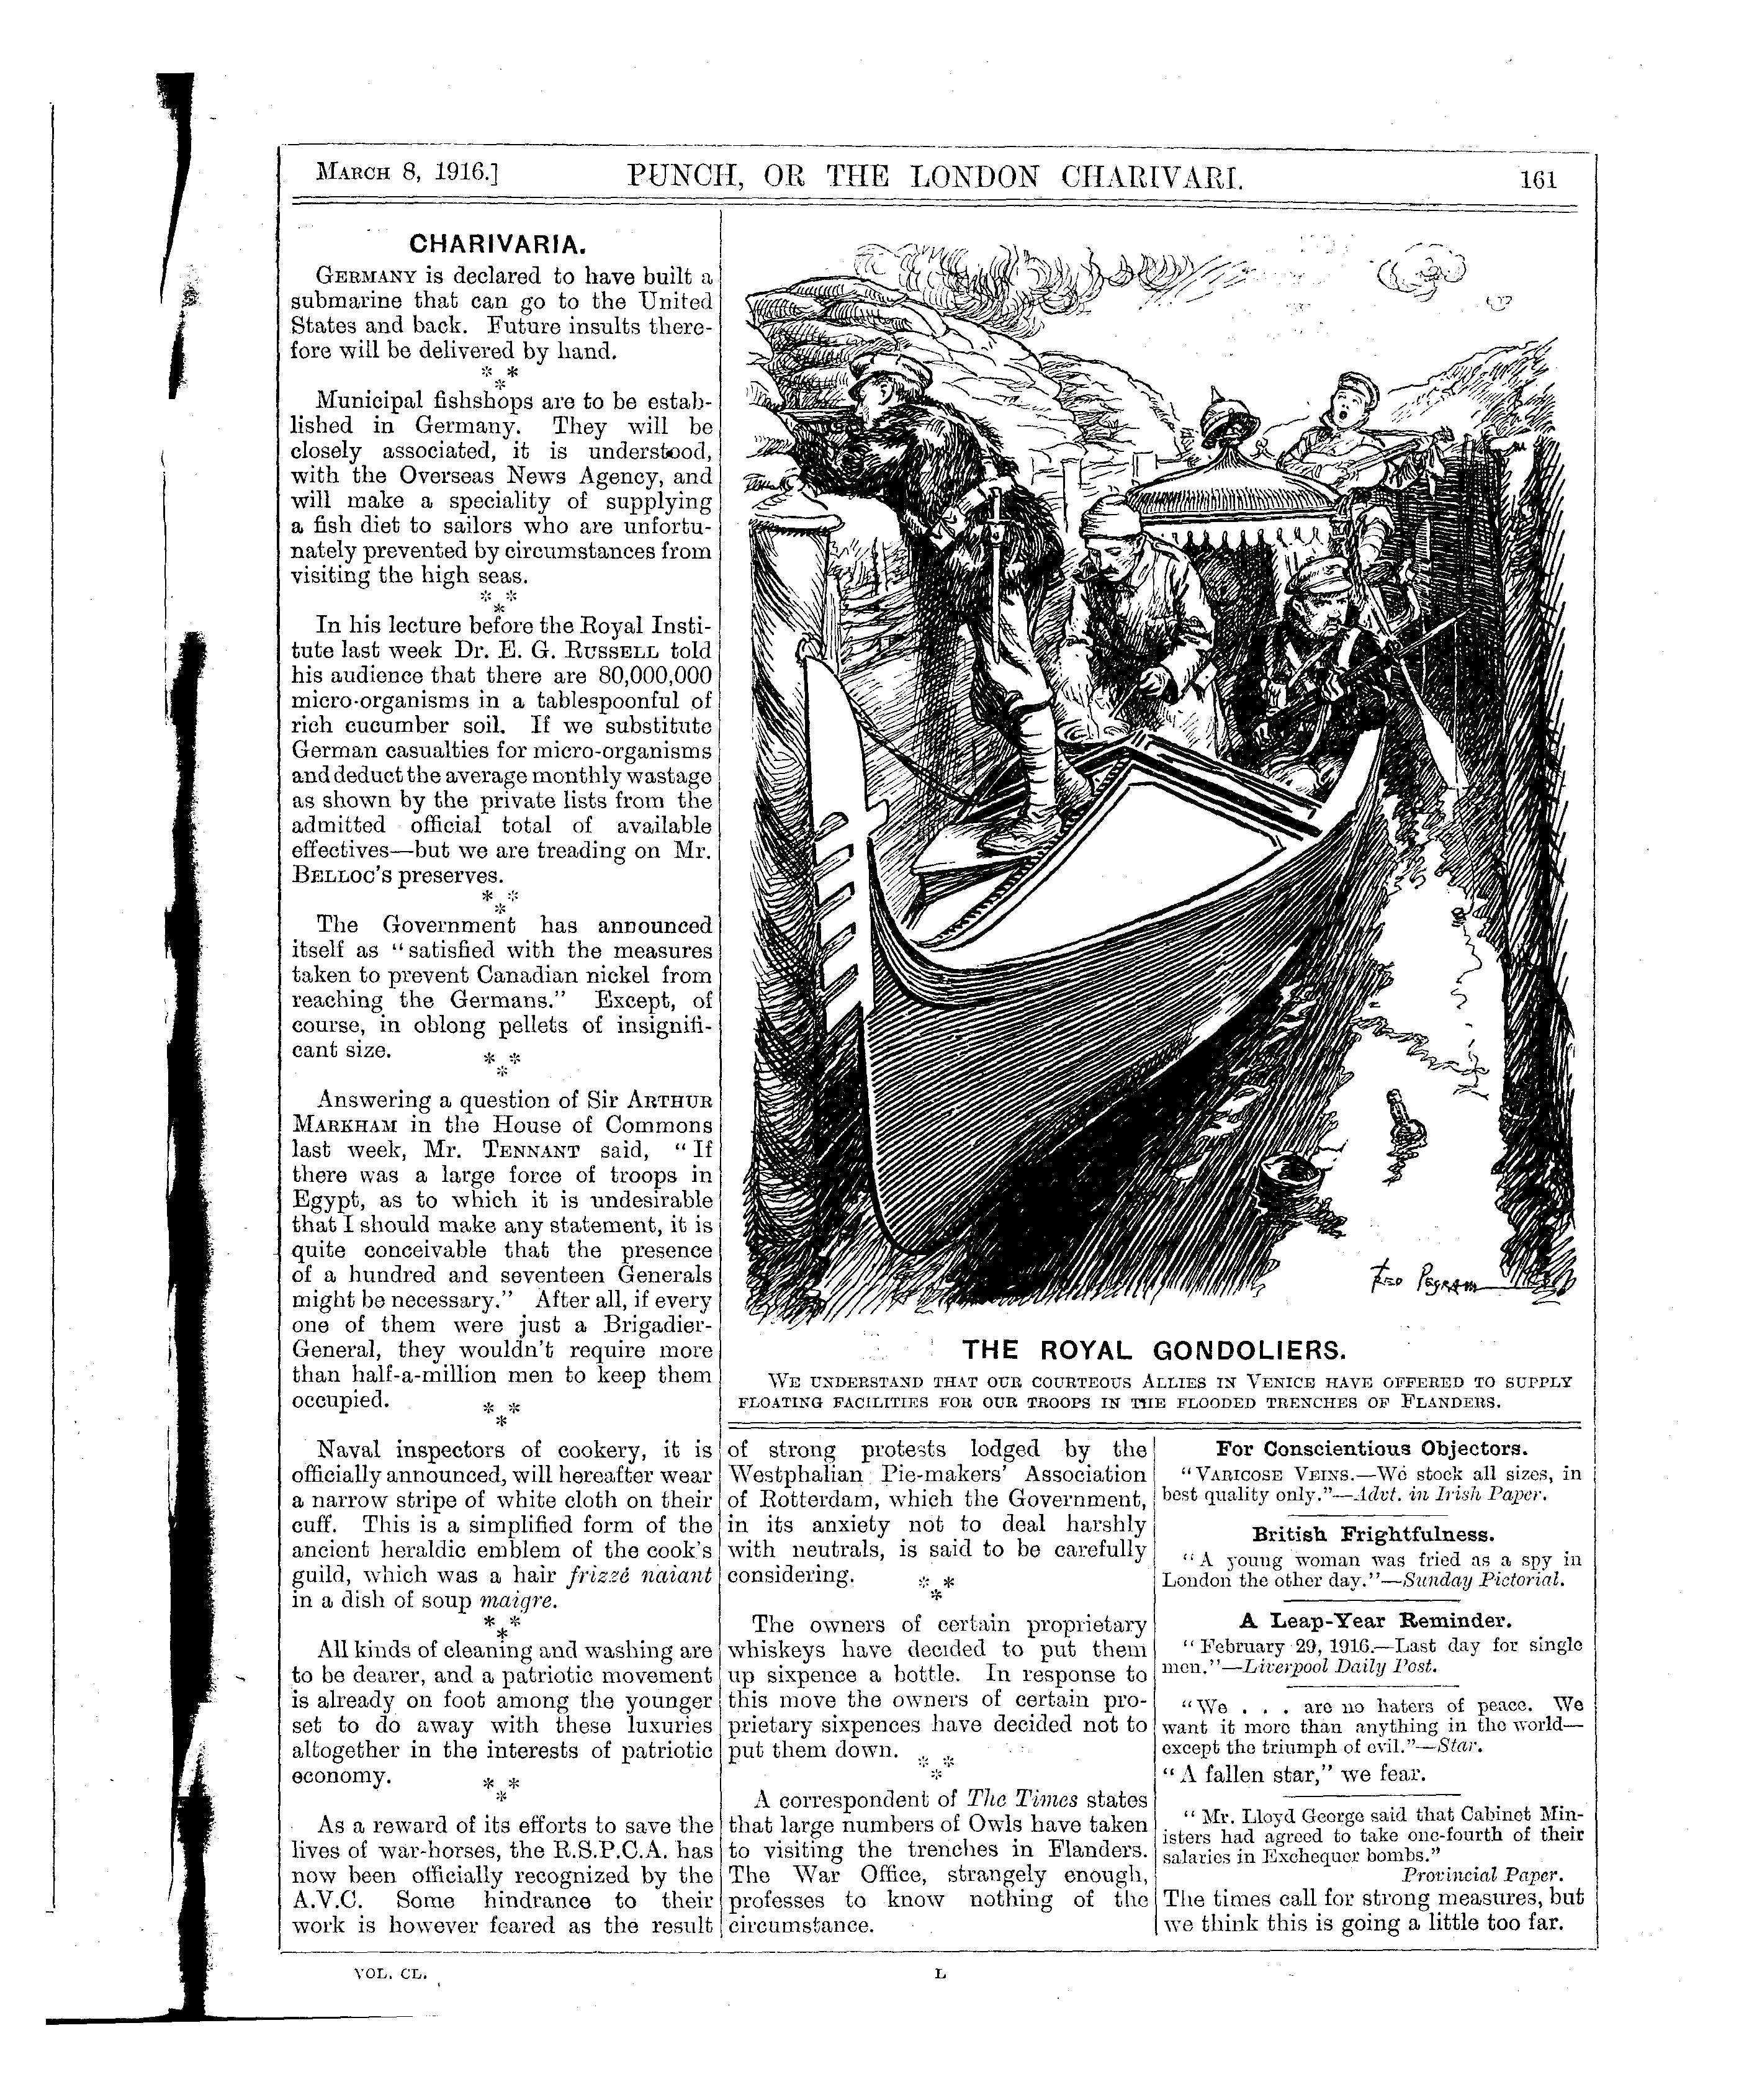 MARCH 8, 1916.] PUNCH, OR THE LONDON CHARIVARI. 161
CHARIVARIA.
GERMANY is declared to have built a
submarine that can go to the United
States and back. Future insults there-
fore will be delivered by hand.
* *
*
Municipal fishshops are to be estab-
lished in Germany. They will be
closely associated, it is understood,
with the Overseas News Agency, and
will make a speciality of supplying
a fish diet to sailors who are unfortu-
nately prevented by circumstances from
visiting the high seas.
* *
*
In his lecture before the Royal Insti-
tute last week Dr. E. G. RUSSELL told
his audience that there are 80,000,000
micro-organisms in a tablespoonful of
rich cucumber soil. If we substitute
German casualties for micro-organisms
and deduct the average monthly wastage
as shown by the private lists from the
admitted official total of available
effectives—but we are treading on Mr.
BELLOC'S preserves.
* *
*
The Government has announced
itself as "satisfied with the measures
taken to prevent Canadian nickel from
reaching the Germans." Except, of
course, in oblong pellets of insignifi-
cant size.
* *
*
Answering a question of Sir ARTHUR
MARKHAM in the House of Commons
last week, Mr. TENNANT said, "If
there was a large force of troops in
Egypt, as to which it is undesirable
that I should make any statement, it is
quite conceivable that the presence
of a hundred and seventeen Generals
might be necessary." After all, if every
one of them were just a Brigadier-
General, they wouldn't require more
than half-a-million men to keep them
occupied.
* *
*
Naval inspectors of cookery, it is
officially announced, will hereafter wear
a narrow stripe of white cloth on their
cuff. This is a simplified form of the
ancient heraldic emblem of the cook's
guild, which was a hair frizzé naiant
in a dish of soup maigre.
* *
*
All kinds of cleaning and washing are
to be dearer, and a patriotic movement
is already on foot among the younger
set to do away with these luxuries
altogether in the interests of patriotic
economy.
* *
*
As a reward of its efforts to save the
lives of war-horses, the R.S.P.C.A. has
now been officially recognized by the
A.V.C. Some hindrance to their
work is however feared as the result
FRED PEGRAM
THE ROYAL GONDOLIERS.
WE UNDERSTAND THAT OUR COURTEOUS ALLIES IN VENICE HAVE OFFERED TO SUPPLY
FLOATING FACILITIES FOR OUR TROOPS IN THE FLOODED TRENCHES OF FLANDERS.
of strong protests lodged by the
Westphalian Pie-makers' Association
of Rotterdam, which the Government,
in its anxiety not to deal harshly
with neutrals, is said to be carefully
considering.
* *
*
The owners of certain proprietary
whiskeys have decided to put them
up sixpence a bottle. In response to
this move the owners of certain pro-
prietary sixpences have decided not to
put them down.
* *
*
A correspondent of The Times states
that large numbers of Owls have taken
to visiting the trenches in Flanders.
The War Office, strangely enough,
professes to know nothing of the
circumstance.
For Conscientious Objectors.
"VARICOSE VEINS.—We stock all sizes, in
best quality only."—Advt. in Irish Paper.
British Frightfulness.
"A young woman was fried as a spy in
London the other day."—Sunday Pictorial.
A Leap-Year Reminder.
"February 29, 1916.—Last day for single
men."—Liverpool Daily Post.
"We . . . are no haters of peace. We
want it more than anything in the world—
except the triumph of evil."—Star.
"A fallen star," we fear.
"Mr. Lloyd George said that Cabinet Min-
isters had agreed to take one-fourth of their
salaries in Exchequer bombs."
Provincial Paper.
The times call for strong measures, but
we think this is going a little too far.
VOL. CL. L